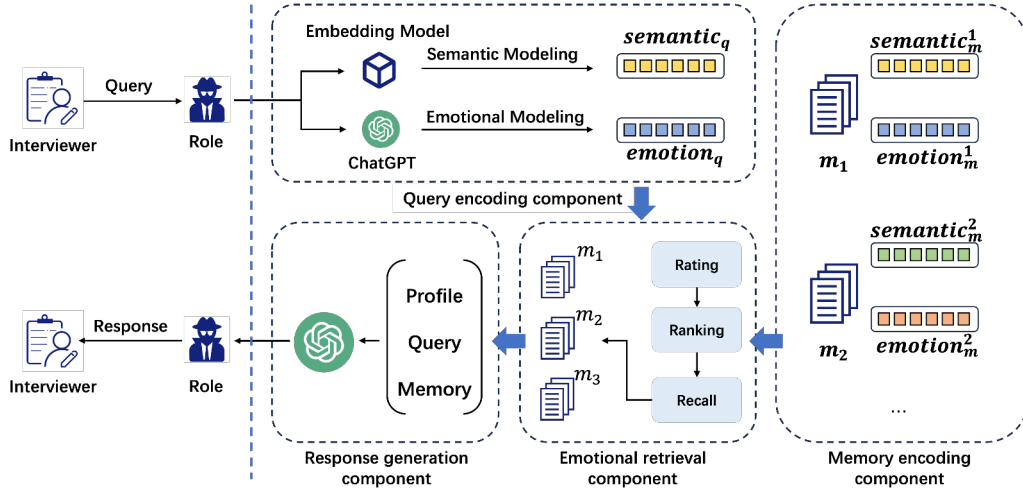 Interviewer
Query
Role
Embedding Model
Semantic Modeling
semantic_q
ChatGPT
Emotional Modeling
emotion_q
Query encoding component
semantic_m^1
m_1
emotion_m^1
semantic_m^2
m_2
emotion_m^2
...
Memory encoding
component
m_1
m_2
m_3
Rating
Ranking
Recall
Emotional retrieval
component
Profile
Query
Memory
Response generation
component
Role
Response
Interviewer